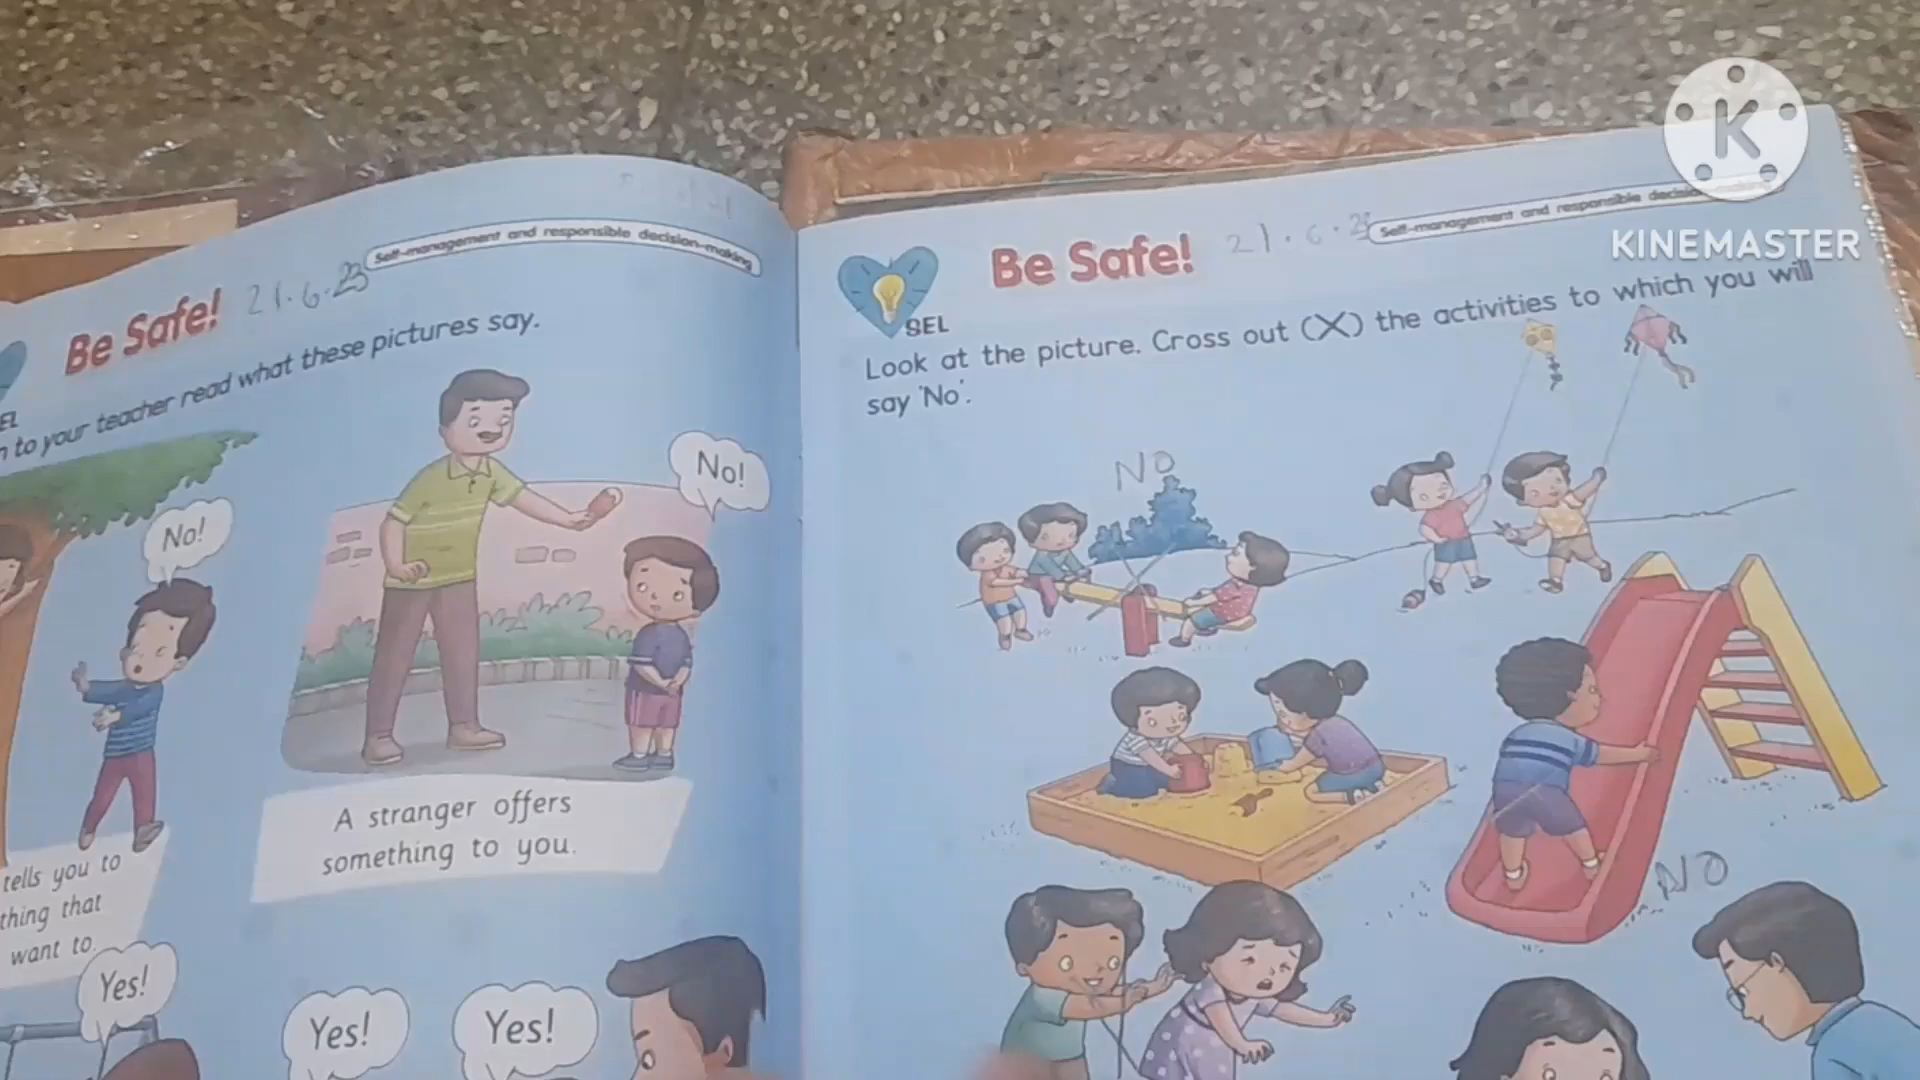 Self-management and responsible decision-making
Be Safe! 21.6.23
to your teacher read what these pictures say.
No!
No!
A stranger offers
something to you.
tells you to
thing that
want to.
Yes!
Yes!
Yes!
KINEMASTER
Self-management and responsible
Be Safe! 21.6.23
SEL
Look at the picture. Cross out (X) the activities to which you will
say 'No'.
NO
NO